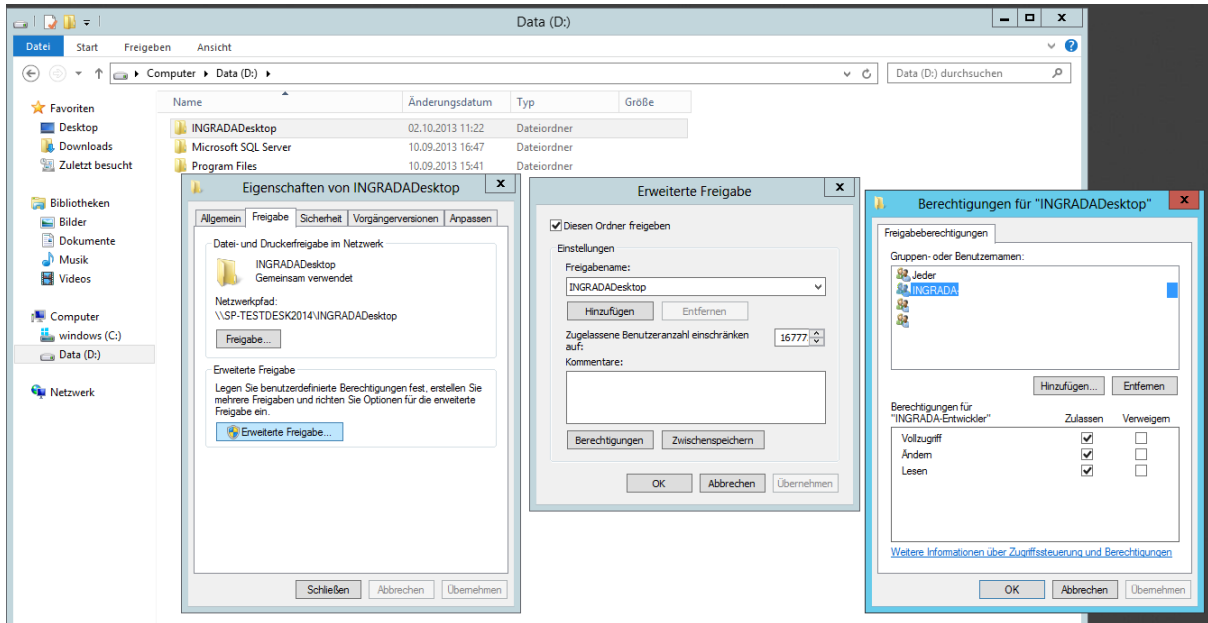 Data (D:)
Datei Start Freigeben Ansicht
Computer Data (D:)
Data (D:) durchsuchen
Favoriten
Desktop
Downloads
Zuletzt besucht
Bibliotheken
Bilder
Dokumente
Musik
Videos
Computer
windows (C:)
Data (D:)
Netzwerk
Name Änderungsdatum Typ Größe
INGRADADesktop 02.10.2013 11:22 Dateiordner
Microsoft SQL Server 10.09.2013 16:47 Dateiordner
Program Files 10.09.2013 15:41 Dateiordner
Eigenschaften von INGRADADesktop
Allgemein Freigabe Sicherheit Vorgängerversionen Anpassen
Datei- und Druckerfreigabe im Netzwerk
INGRADADesktop
Gemeinsam verwendet
Netzwerkpfad:
\\SP-TESTDESK2014\INGRADADesktop
Freigabe...
Erweiterte Freigabe
Legen Sie benutzerdefinierte Berechtigungen fest, erstellen Sie
mehrere Freigaben und richten Sie Optionen für die erweiterte
Freigabe ein.
Erweiterte Freigabe...
Schließen Abbrechen Übernehmen
Erweiterte Freigabe
Diesen Ordner freigeben
Einstellungen
Freigabename:
INGRADADesktop
Hinzufügen Entfernen
Zugelassene Benutzeranzahl einschränken
auf:
16777
Kommentare:
Berechtigungen Zwischenspeichern
OK Abbrechen Übernehmen
Berechtigungen für "INGRADADesktop"
Freigabeberechtigungen
Gruppen- oder Benutzernamen:
Jeder
INGRADA-
Hinzufügen... Entfernen
Berechtigungen für
"INGRADA-Entwickler" Zulassen Verweigern
Vollzugriff
Ändern
Lesen
Weitere Informationen über Zugriffssteuerung und Berechtigungen
OK Abbrechen Übernehmen